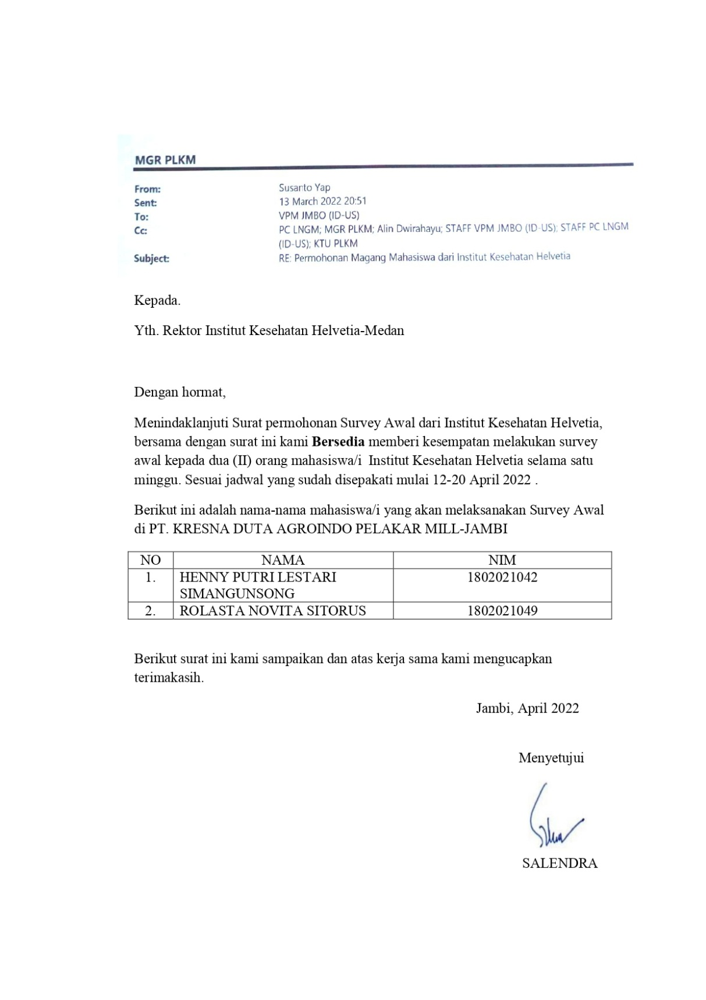 MGR PLKM
From: Susanto Yap
Sent: 13 March 2022 20:51
To: VPM JMBO (ID-US)
Cc: PC LNGM; MGR PLKM; Alin Dwirahayu; STAFF VPM JMBO (ID-US); STAFF PC LNGM
(ID-US); KTU PLKM
Subject: RE: Permohonan Magang Mahasiswa dari Institut Kesehatan Helvetia
Kepada.
Yth. Rektor Institut Kesehatan Helvetia-Medan
Dengan hormat,
Menindaklanjuti Surat permohonan Survey Awal dari Institut Kesehatan Helvetia,
bersama dengan surat ini kami Bersedia memberi kesempatan melakukan survey
awal kepada dua (II) orang mahasiswa/i  Institut Kesehatan Helvetia selama satu
minggu. Sesuai jadwal yang sudah disepakati mulai 12-20 April 2022 .
Berikut ini adalah nama-nama mahasiswa/i yang akan melaksanakan Survey Awal
di PT. KRESNA DUTA AGROINDO PELAKAR MILL-JAMBI
NO NAMA NIM
1. HENNY PUTRI LESTARI 1802021042
SIMANGUNSONG
2. ROLASTA NOVITA SITORUS 1802021049
Berikut surat ini kami sampaikan dan atas kerja sama kami mengucapkan
terimakasih.
Jambi, April 2022
Menyetujui
SALENDRA